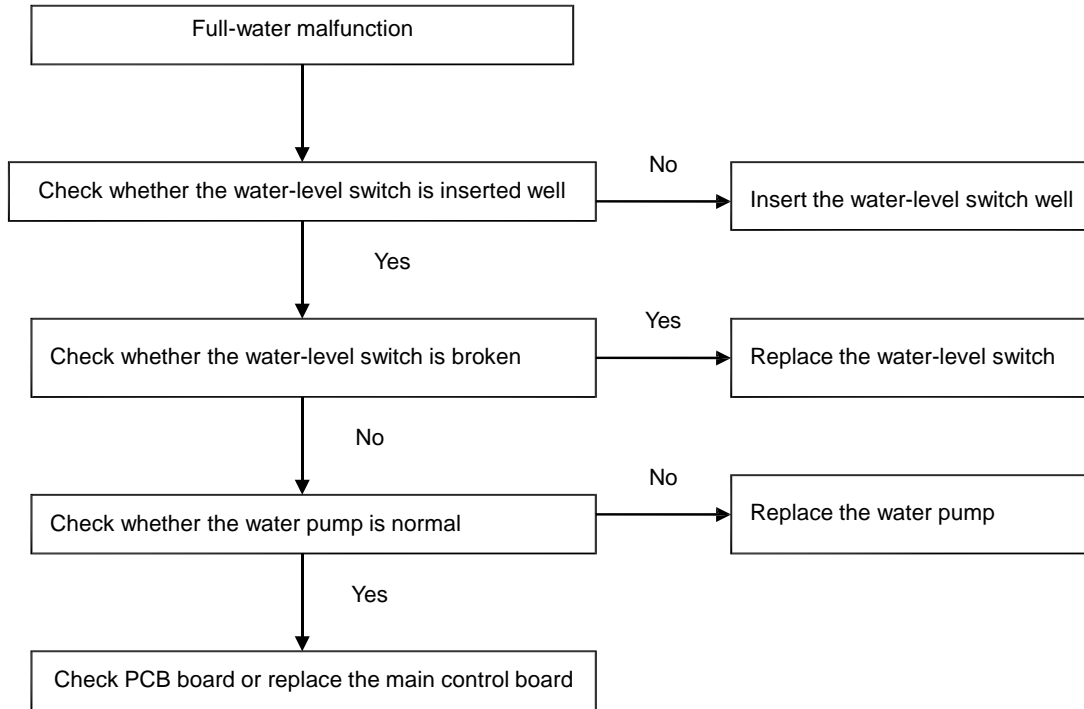 Full-water malfunction
No
Check whether the water-level switch is inserted well
Insert the water-level switch well
Yes
Yes
Check whether the water-level switch is broken
Replace the water-level switch
No
No
Check whether the water pump is normal
Replace the water pump
Yes
Check PCB board or replace the main control board